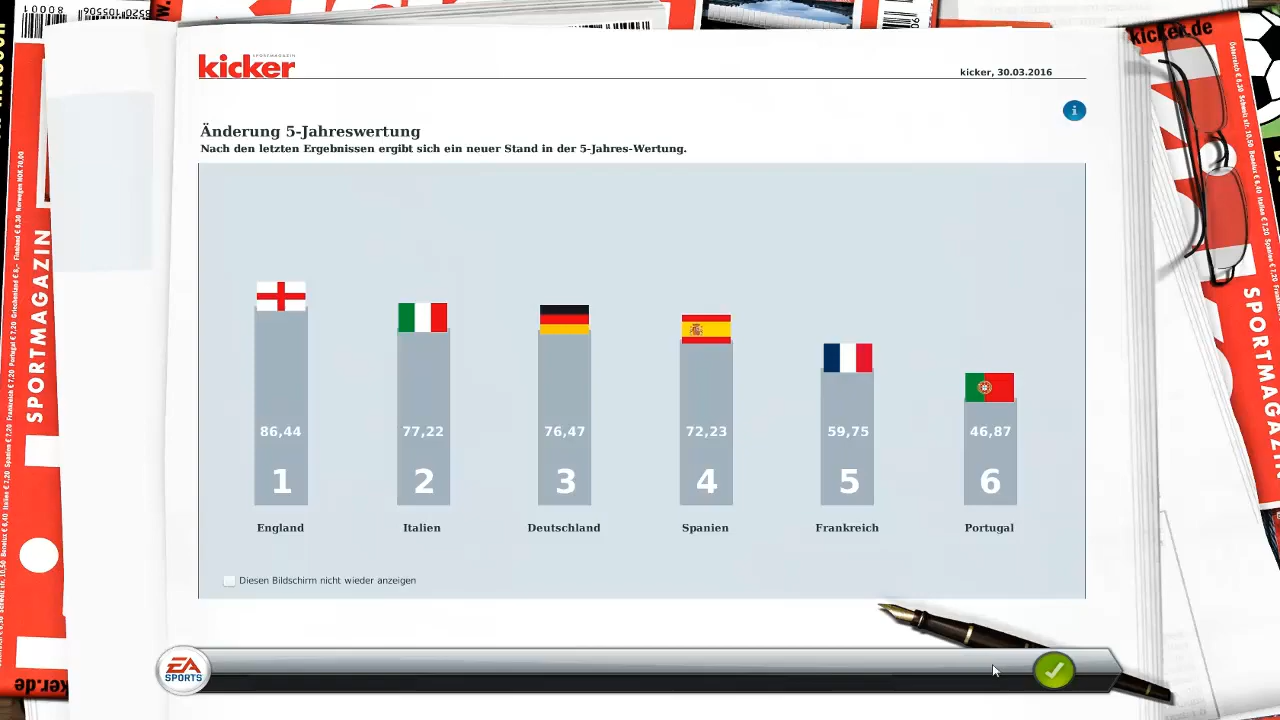 SPORTMAGAZIN
kicker
kicker, 30.03.2016
kicker.de
Änderung 5-Jahreswertung
Nach den letzten Ergebnissen ergibt sich ein neuer Stand in der 5-Jahres-Wertung.
86,44
77,22
76,47
72,23
59,75
46,87
1
2
3
4
5
6
England
Italien
Deutschland
Spanien
Frankreich
Portugal
Diesen Bildschirm nicht wieder anzeigen
EA
SPORTS
SPORTMAGAZIN
SPORTMAGAZIN